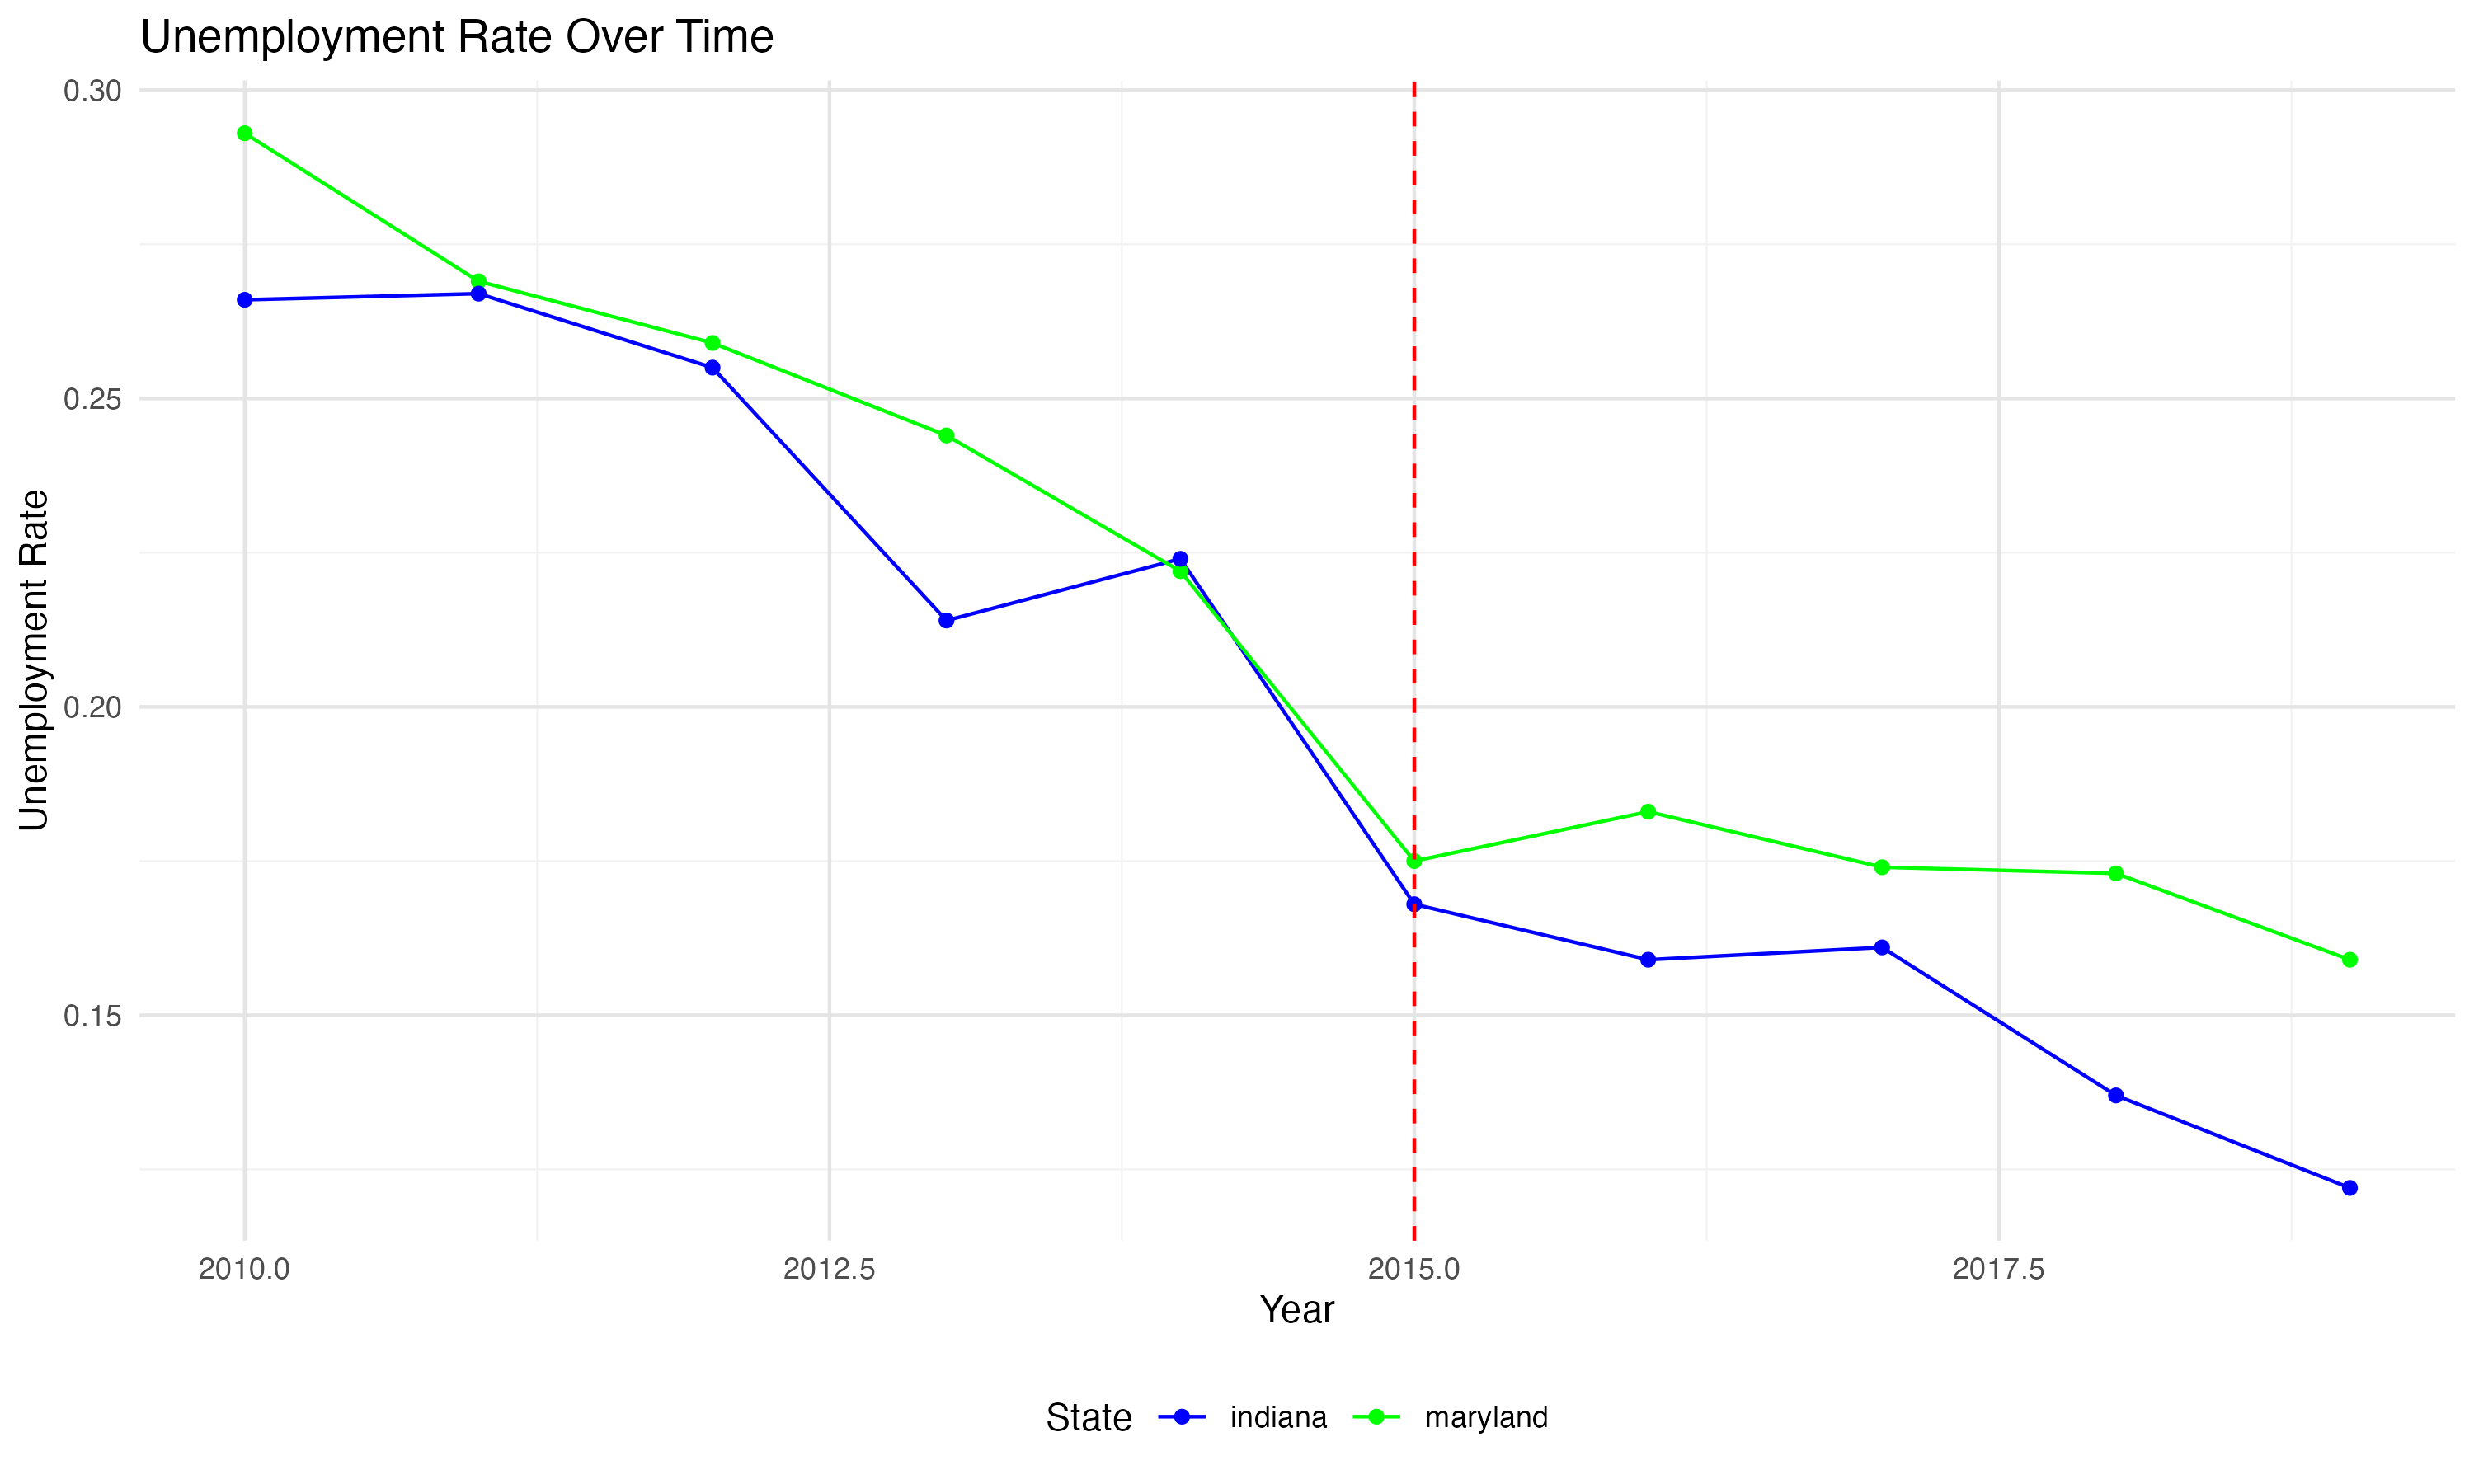 Unemployment Rate Over Time
0.30
0.25
0.20
0.15
Unemployment Rate
2010.0 2012.5 2015.0 2017.5
Year
State indiana maryland